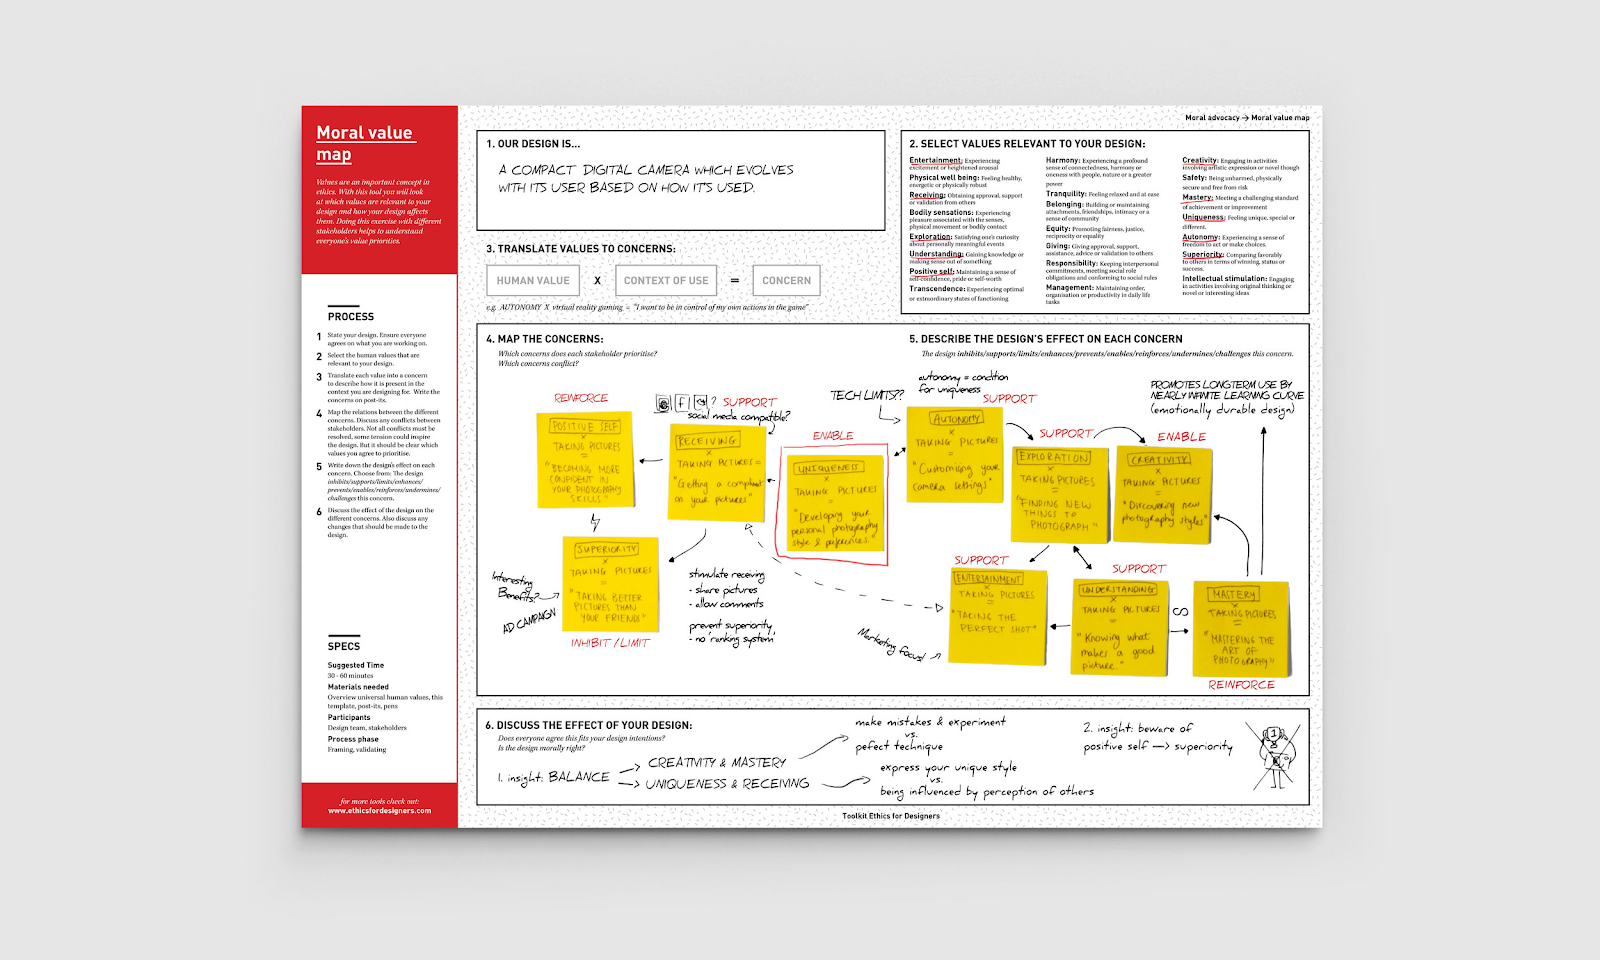 Moral value
map
Values are an important concept in
ethics. With this tool you will look
at which values are relevant to your
design and how your design affects
them. Doing this exercise with different
stakeholders helps to understand
everyone's value priorities.
PROCESS
1 State your design. Ensure everyone
agrees on what you are working on.
2 Select the human values that are
relevant to your design.
3 Translate each value into a concern
to describe how it is present in the
context you are designing for. Write the
concerns on post-its.
4 Map the relations between the different
concerns. Discuss any conflicts between
stakeholders. Not all conflicts must be
resolved, some tension could inspire
the design. But it should be clear which
values you agree to prioritise.
5 Write down the design's effect on each
concern. Choose from: The design
inhibits/supports/limits/enhances/
prevents/enables/reinforces/undermines/
challenges this concern.
6 Discuss the effect of the design on the
different concerns. Also discuss any
changes that should be made to the
design.
SPECS
Suggested Time
30 - 60 minutes
Materials needed
Overview universal human values, this
template, post-its, pens
Participants
Design team, stakeholders
Process phase
Framing, validating
for more tools check out:
www.ethicsfordesigners.com
Moral advocacy → Moral value map
1. OUR DESIGN IS...
A COMPACT DIGITAL CAMERA WHICH EVOLVES
WITH ITS USER BASED ON HOW IT'S USED.
2. SELECT VALUES RELEVANT TO YOUR DESIGN:
Entertainment: Experiencing
excitement or heightened arousal
Physical well being: Feeling healthy,
energetic or physically robust
Receiving: Obtaining approval, support
or validation from others
Bodily sensations: Experiencing
pleasure associated with the senses,
physical movement or bodily contact
Exploration: Satisfying one's curiosity
about personally meaningful events
Understanding: Gaining knowledge or
making sense out of something
Positive self: Maintaining a sense of
self-confidence, pride or self-worth
Transcendence: Experiencing optimal
or extraordinary states of functioning
Harmony: Experiencing a profound
sense of connectedness, harmony or
oneness with people, nature or a greater
power
Tranquility: Feeling relaxed and at ease
Belonging: Building or maintaining
attachments, friendships, intimacy or a
sense of community
Equity: Promoting fairness, justice,
reciprocity or equality
Giving: Giving approval, support,
assistance, advice or validation to others
Responsibility: Keeping interpersonal
commitments, meeting social role
obligations and conforming to social rules
Management: Maintaining order,
organisation or productivity in daily life
tasks
Creativity: Engaging in activities
involving artistic expression or novel though
Safety: Being unharmed, physically
secure and free from risk
Mastery: Meeting a challenging standard
of achievement or improvement
Uniqueness: Feeling unique, special or
different.
Autonomy: Experiencing a sense of
freedom to act or make choices.
Superiority: Comparing favorably
to others in terms of winning, status or
success.
Intellectual stimulation: Engaging
in activities involving original thinking or
novel or interesting ideas
3. TRANSLATE VALUES TO CONCERNS:
HUMAN VALUE X CONTEXT OF USE = CONCERN
e.g. AUTONOMY X virtual reality gaming = "I want to be in control of my own actions in the game"
4. MAP THE CONCERNS:
Which concerns does each stakeholder prioritise?
Which concerns conflict?
5. DESCRIBE THE DESIGN'S EFFECT ON EACH CONCERN
The design inhibits/supports/limits/enhances/prevents/enables/reinforces/undermines/challenges this concern.
REINFORCE
POSITIVE SELF
X
TAKING PICTURES
=
"BECOMING MORE
CONFIDENT IN
YOUR PHOTOGRAPHY
SKILLS"
f ? SUPPORT
social media compatible?
RECEIVING
X
TAKING PICTURES =
"Getting a compliment
on your pictures"
ENABLE
UNIQUENESS
X
TAKING PICTURES
=
"Developing your
personal photography
style & preferences."
TECH LIMITS??
autonomy = condition
for uniqueness
SUPPORT
AUTONOMY
X
TAKING PICTURES
=
"Customising your
camera settings"
SUPPORT
EXPLORATION
X
TAKING PICTURES
=
"FINDING NEW
THINGS TO
PHOTOGRAPH"
ENABLE
CREATIVITY
X
TAKING PICTURES
=
"Discovering new
photography styles"
PROMOTES LONGTERM USE BY
NEARLY INFINITE LEARNING CURVE
(emotionally durable design)
SUPERIORITY
X
TAKING PICTURES
=
"TAKING BETTER
PICTURES THAN
YOUR FRIENDS"
INHIBIT / LIMIT
Interesting
Benefits?
AD CAMPAIGN
stimulate receiving
- share pictures
- allow comments
prevent superiority
- no 'ranking system'
SUPPORT
ENTERTAINMENT
X
TAKING PICTURES
=
"TAKING THE
PERFECT SHOT"
Marketing focus!
SUPPORT
UNDERSTANDING
X
TAKING PICTURES
=
"Knowing what
makes a good
picture."
MASTERY
X
TAKING PICTURES
=
"MASTERING THE
ART OF
PHOTOGRAPHY"
REINFORCE
6. DISCUSS THE EFFECT OF YOUR DESIGN:
Does everyone agree this fits your design intentions?
Is the design morally right?
1. insight: BALANCE
CREATIVITY & MASTERY
UNIQUENESS & RECEIVING
make mistakes & experiment
vs.
pefect technique
express your unique style
vs.
being influenced by perception of others
2. insight: beware of
positive self → superiority
1
Toolkit Ethics for Designers